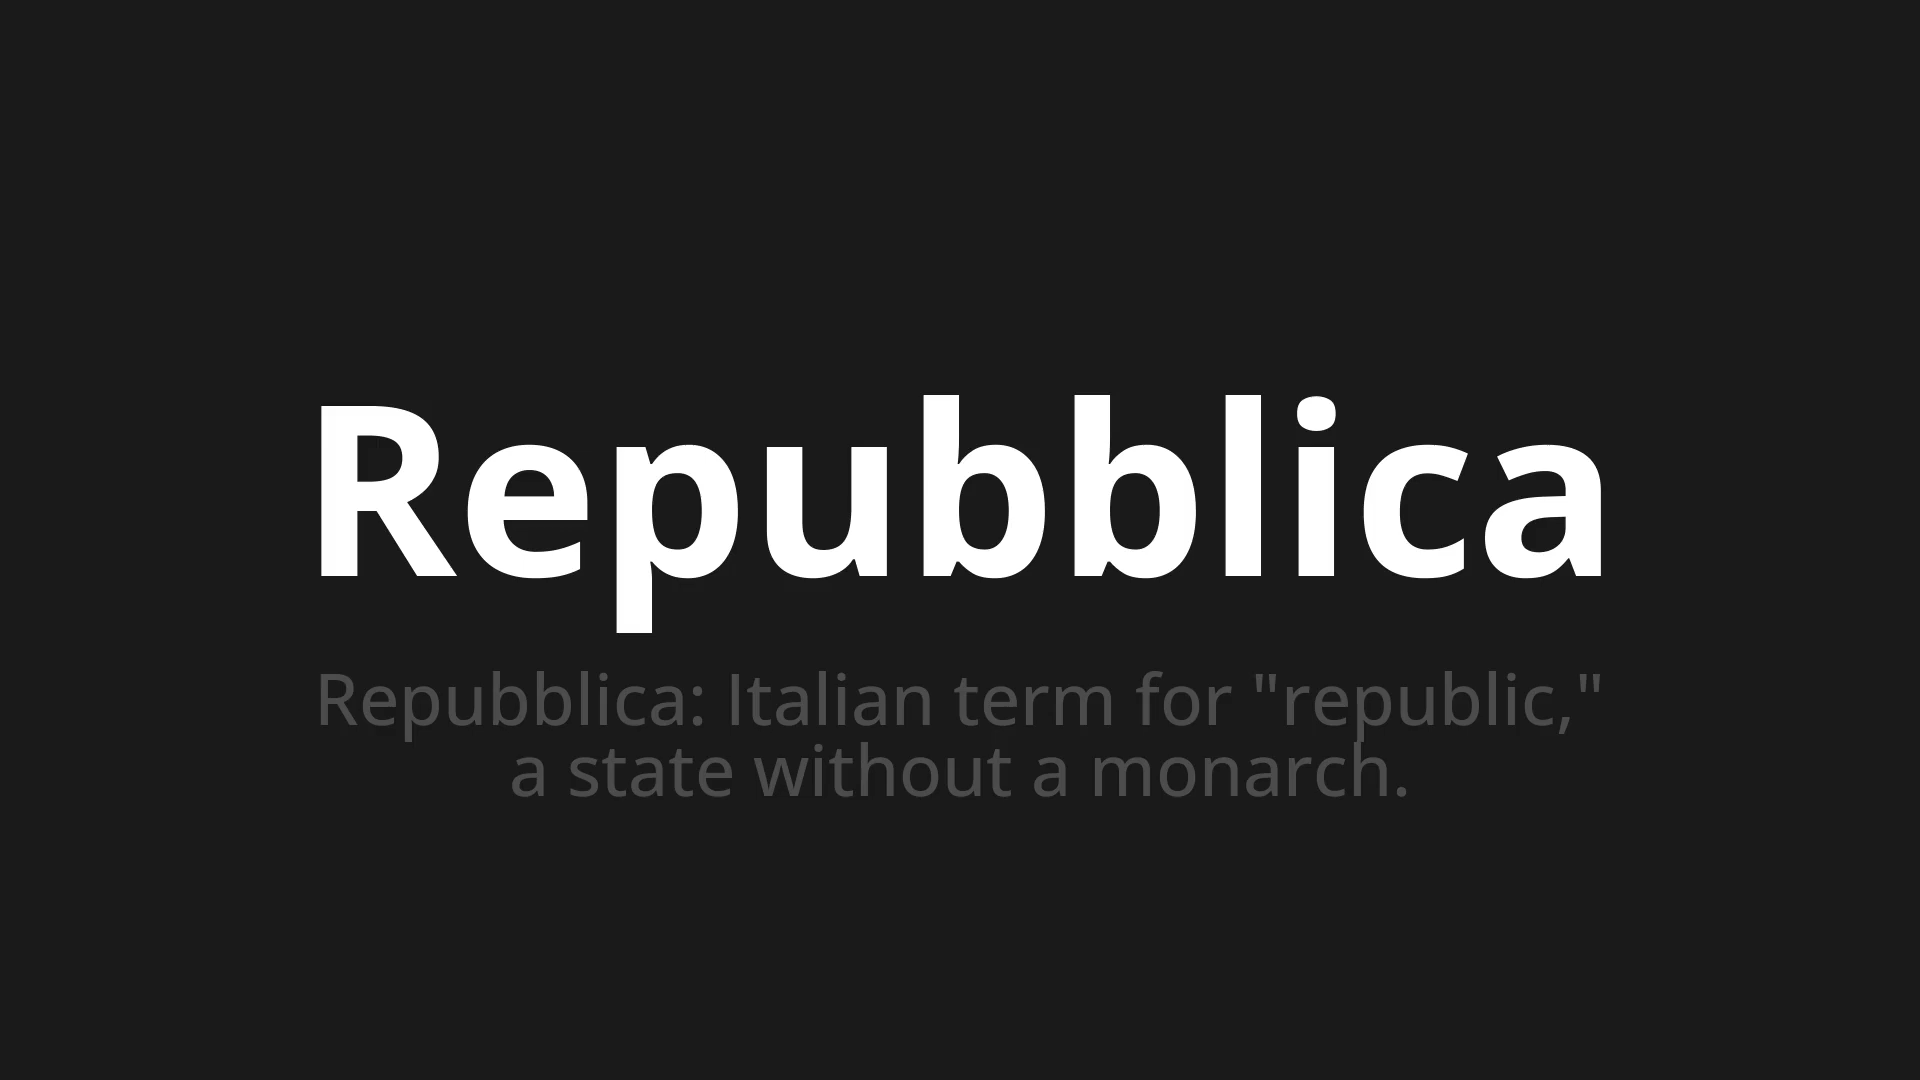 Repubblica
Repubblica: Italian term for "republic,"
a state without a monarch.